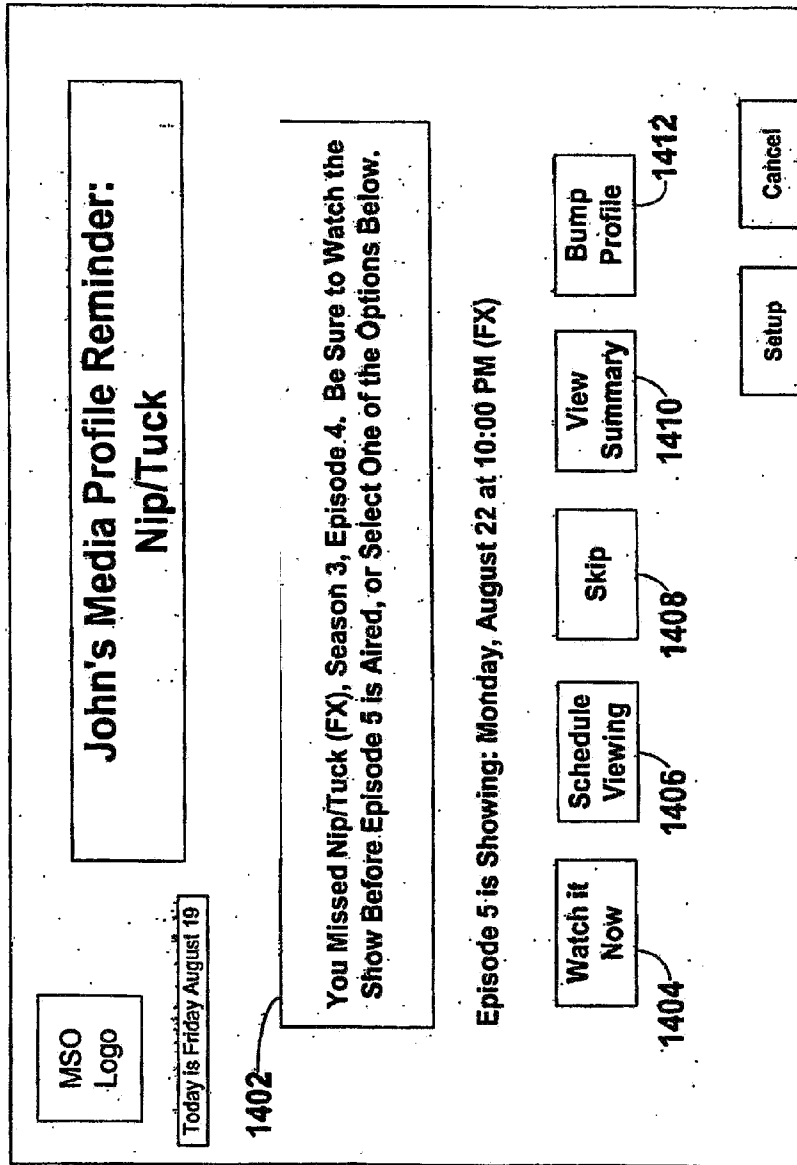 MSO
Logo
John's Media Profile Reminder:
Nip/Tuck
Today is Friday August 19
1402
You Missed Nip/Tuck (FX), Season 3, Episode 4. Be Sure to Watch the
Show Before Episode 5 is Aired, or Select One of the Options Below.
Episode 5 is Showing: Monday, August 22 at 10:00 PM (FX)
Watch it
Now
1404
Schedule
Viewing
1406
Skip
1408
View
Summary
1410
Bump
Profile
1412
Setup
Cancel